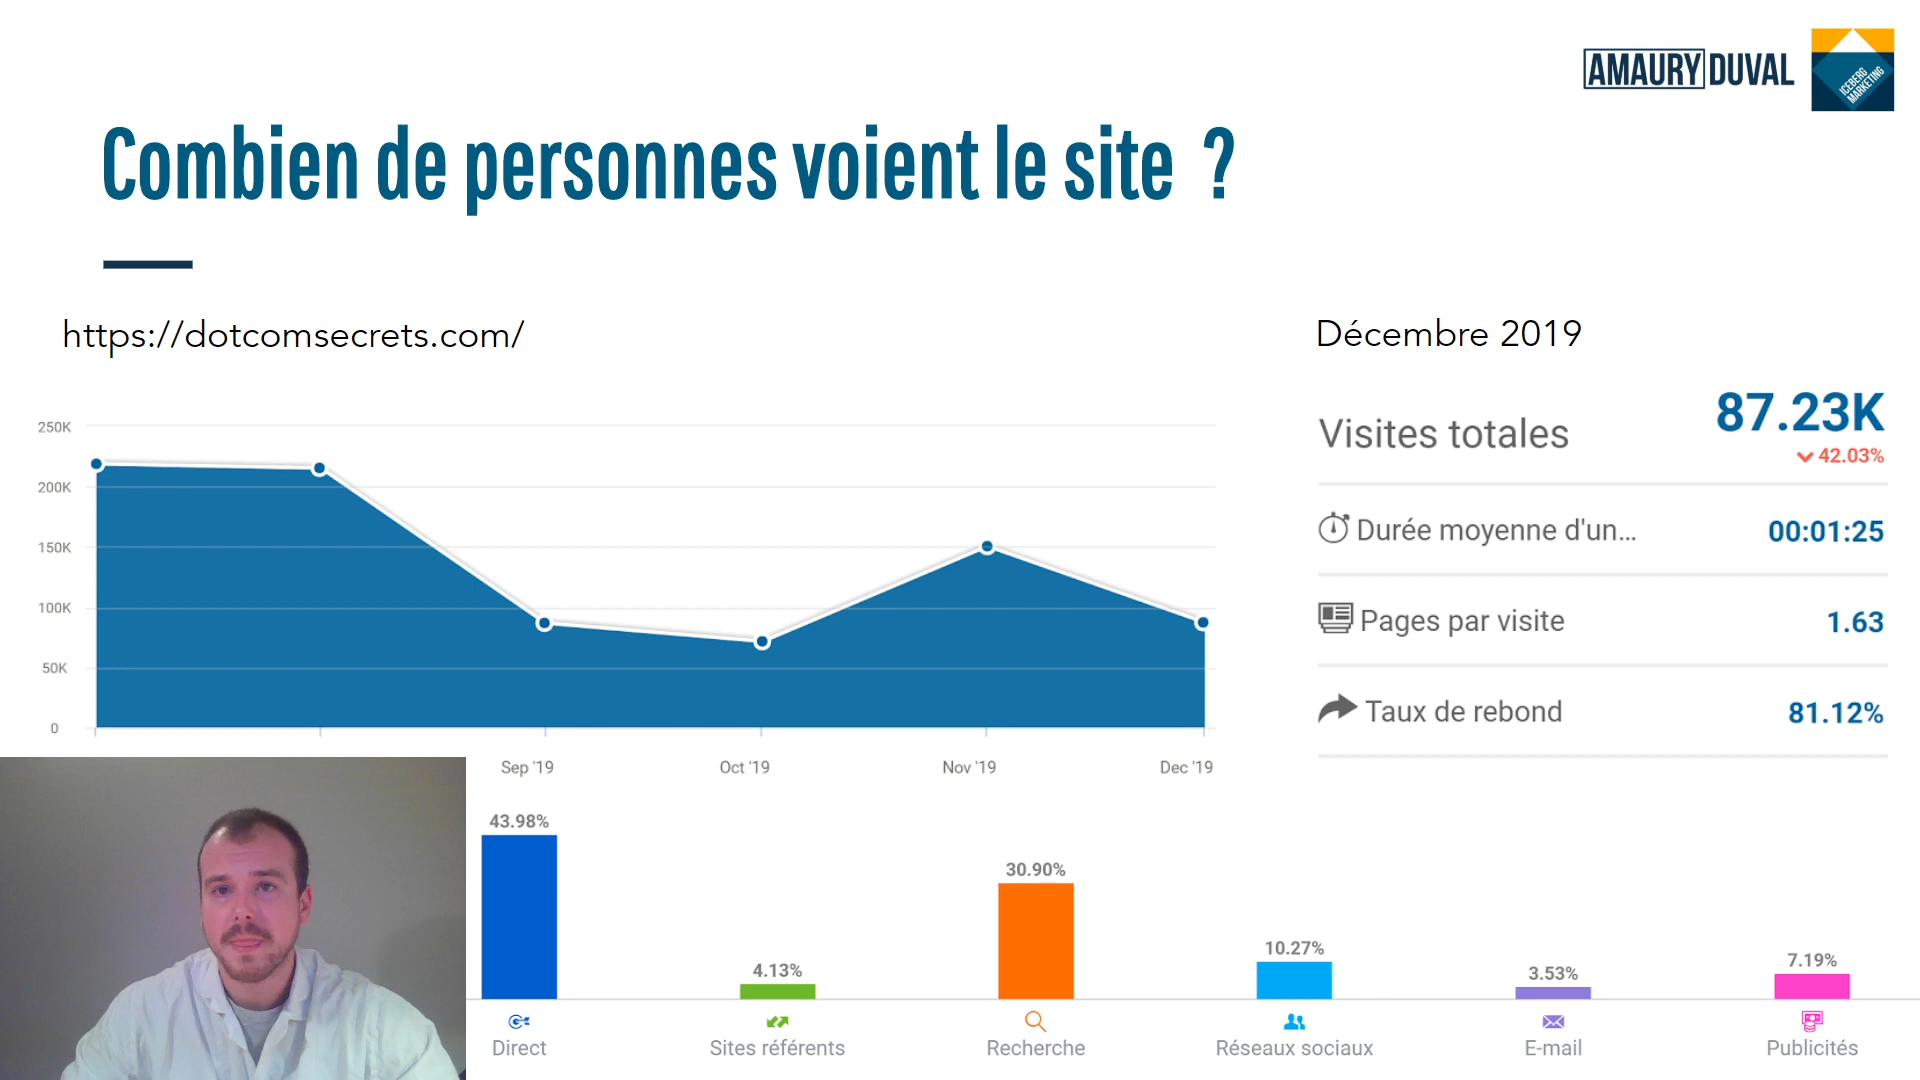 AMAURY DUVAL
ICEBERG
MARKETING
Combien de personnes voient le site ?
https://dotcomsecrets.com/
Décembre 2019
250K
200K
150K
100K
50K
0
Sep '19
Oct '19
Nov '19
Dec '19
Visites totales
87.23K
42.03%
Durée moyenne d'un...
00:01:25
Pages par visite
1.63
Taux de rebond
81.12%
43.98%
4.13%
30.90%
10.27%
3.53%
7.19%
Direct
Sites référents
Recherche
Réseaux sociaux
E-mail
Publicités